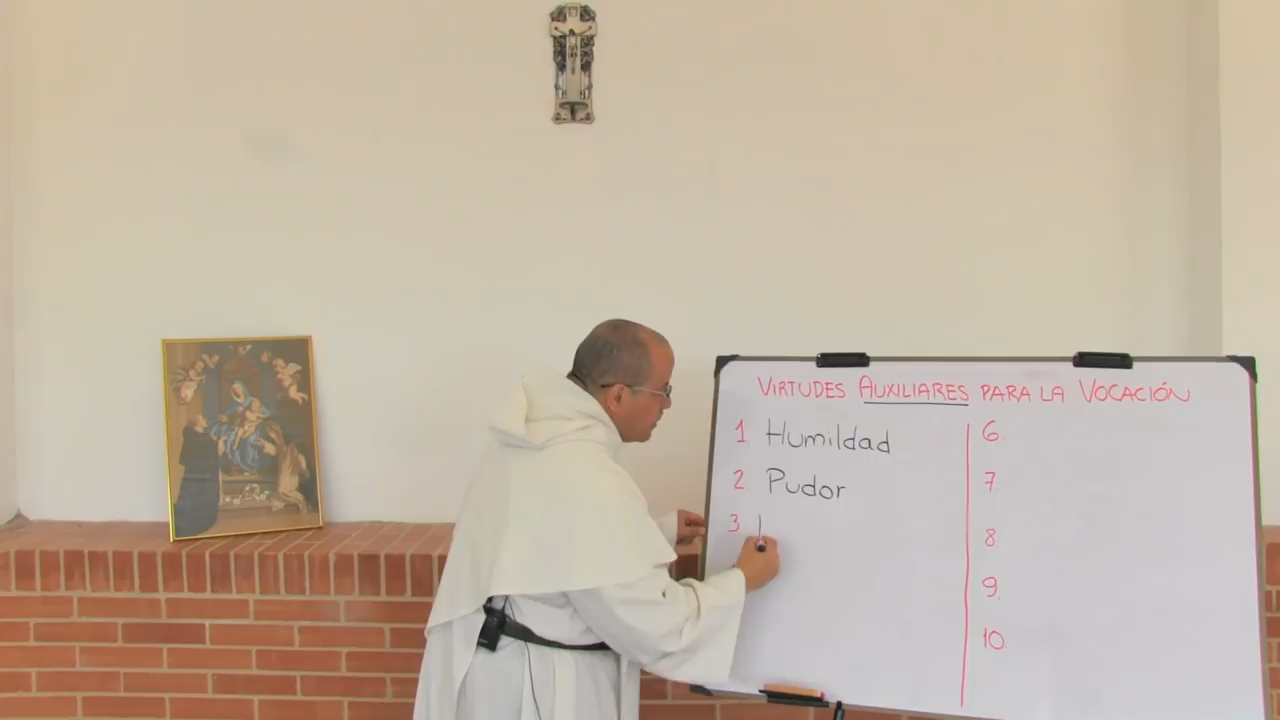 VIRTUDES AUXILIARES PARA LA VOCACIÓN
1. Humildad
2. Pudor
3.
6.
7.
8
9.
10.